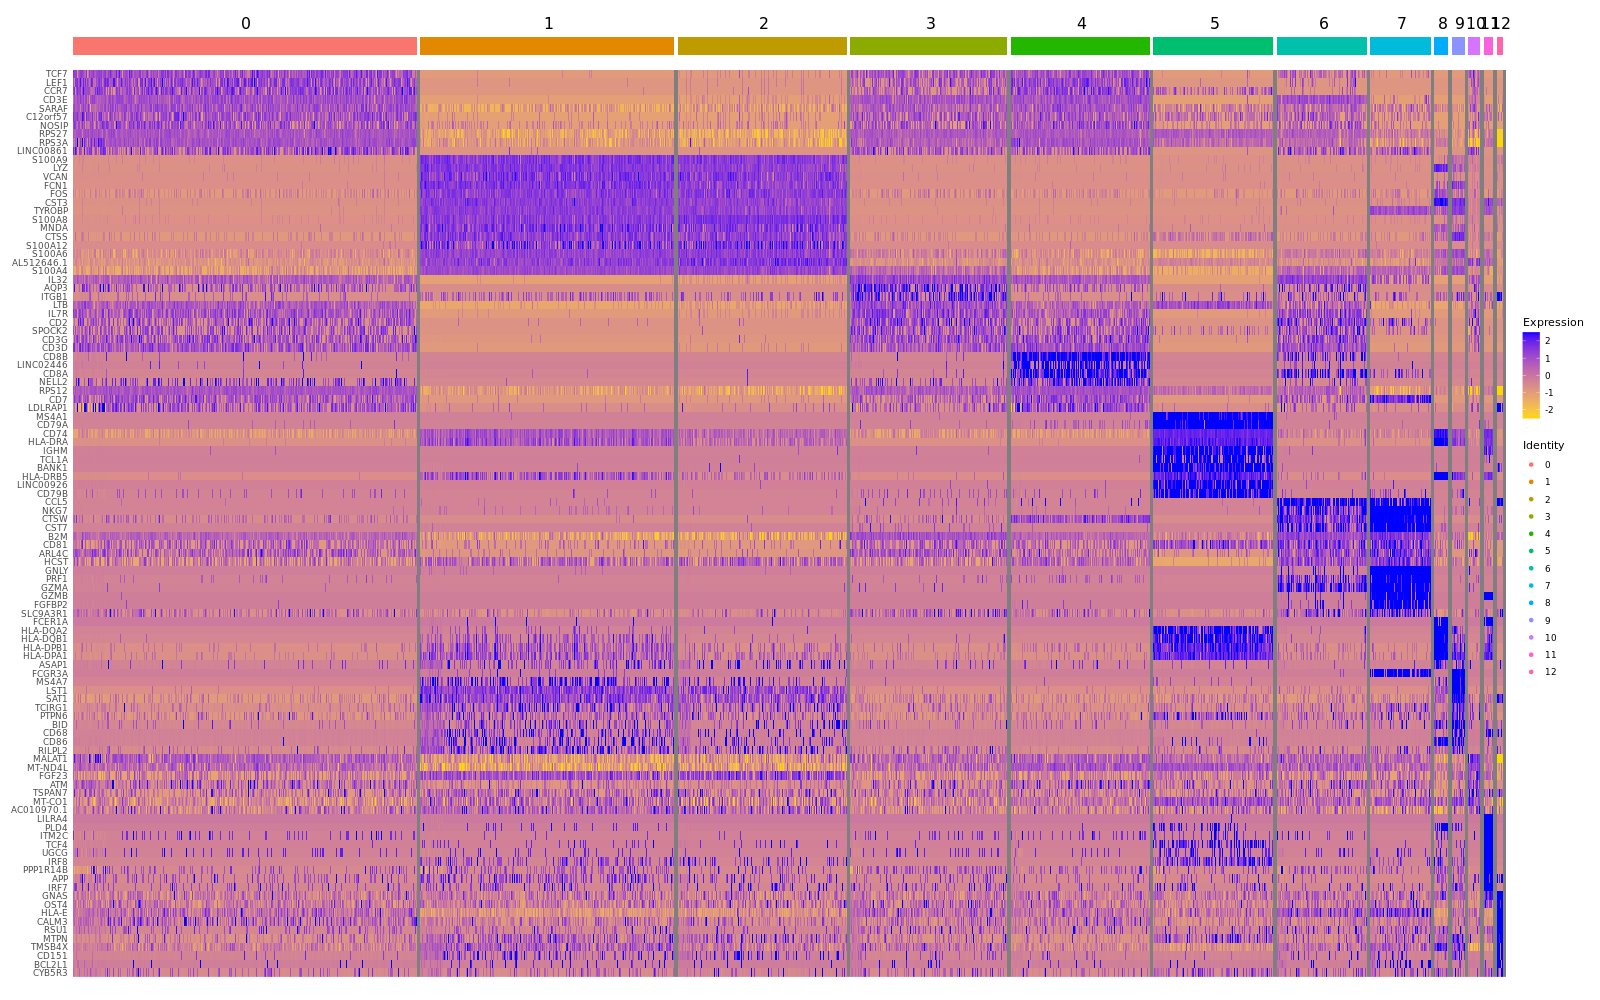 0 1 2 3 4 5 6 7 8 9 10 11 12
TCF7
LEF1
CCR7
CD3E
SARAF
C12orf57
NOSIP
RPS27
RPS3A
LINC00861
S100A9
LYZ
VCAN
FCN1
FOS
CST3
TYROBP
S100A8
MNDA
CTSS
S100A12
S100A6
AL512646.1
S100A4
IL32
AQP3
ITGB1
LTB
IL7R
CD2
SPOCK2
CD3G
CD3D
CD8B
LINC02446
CD8A
NELL2
RPS12
CD7
LDLRAP1
MS4A1
CD79A
CD74
HLA-DRA
IGHM
TCL1A
BANK1
HLA-DRB5
LINC00926
CD79B
CCL5
NKG7
CTSW
CST7
B2M
CD81
ARL4C
HCST
GNLY
PRF1
GZMA
GZMB
FGFBP2
SLC9A3R1
FCER1A
HLA-DQA2
HLA-DQB1
HLA-DPB1
HLA-DPA1
ASAP1
FCGR3A
MS4A7
LST1
SAT1
TCIRG1
PTPN6
BID
CD68
CD86
RILPL2
MALAT1
MT-ND4L
FGF23
ATM
TSPAN7
MT-CO1
AC010970.1
LILRA4
PLD4
ITM2C
TCF4
UGCG
IRF8
PPP1R14B
APP
IRF7
GNAS
OST4
HLA-E
CALM3
RSU1
MTPN
TMSB4X
CD151
BCL2L1
CYB5R3
Expression
2
1
0
-1
-2
Identity
0
1
2
3
4
5
6
7
8
9
10
11
12